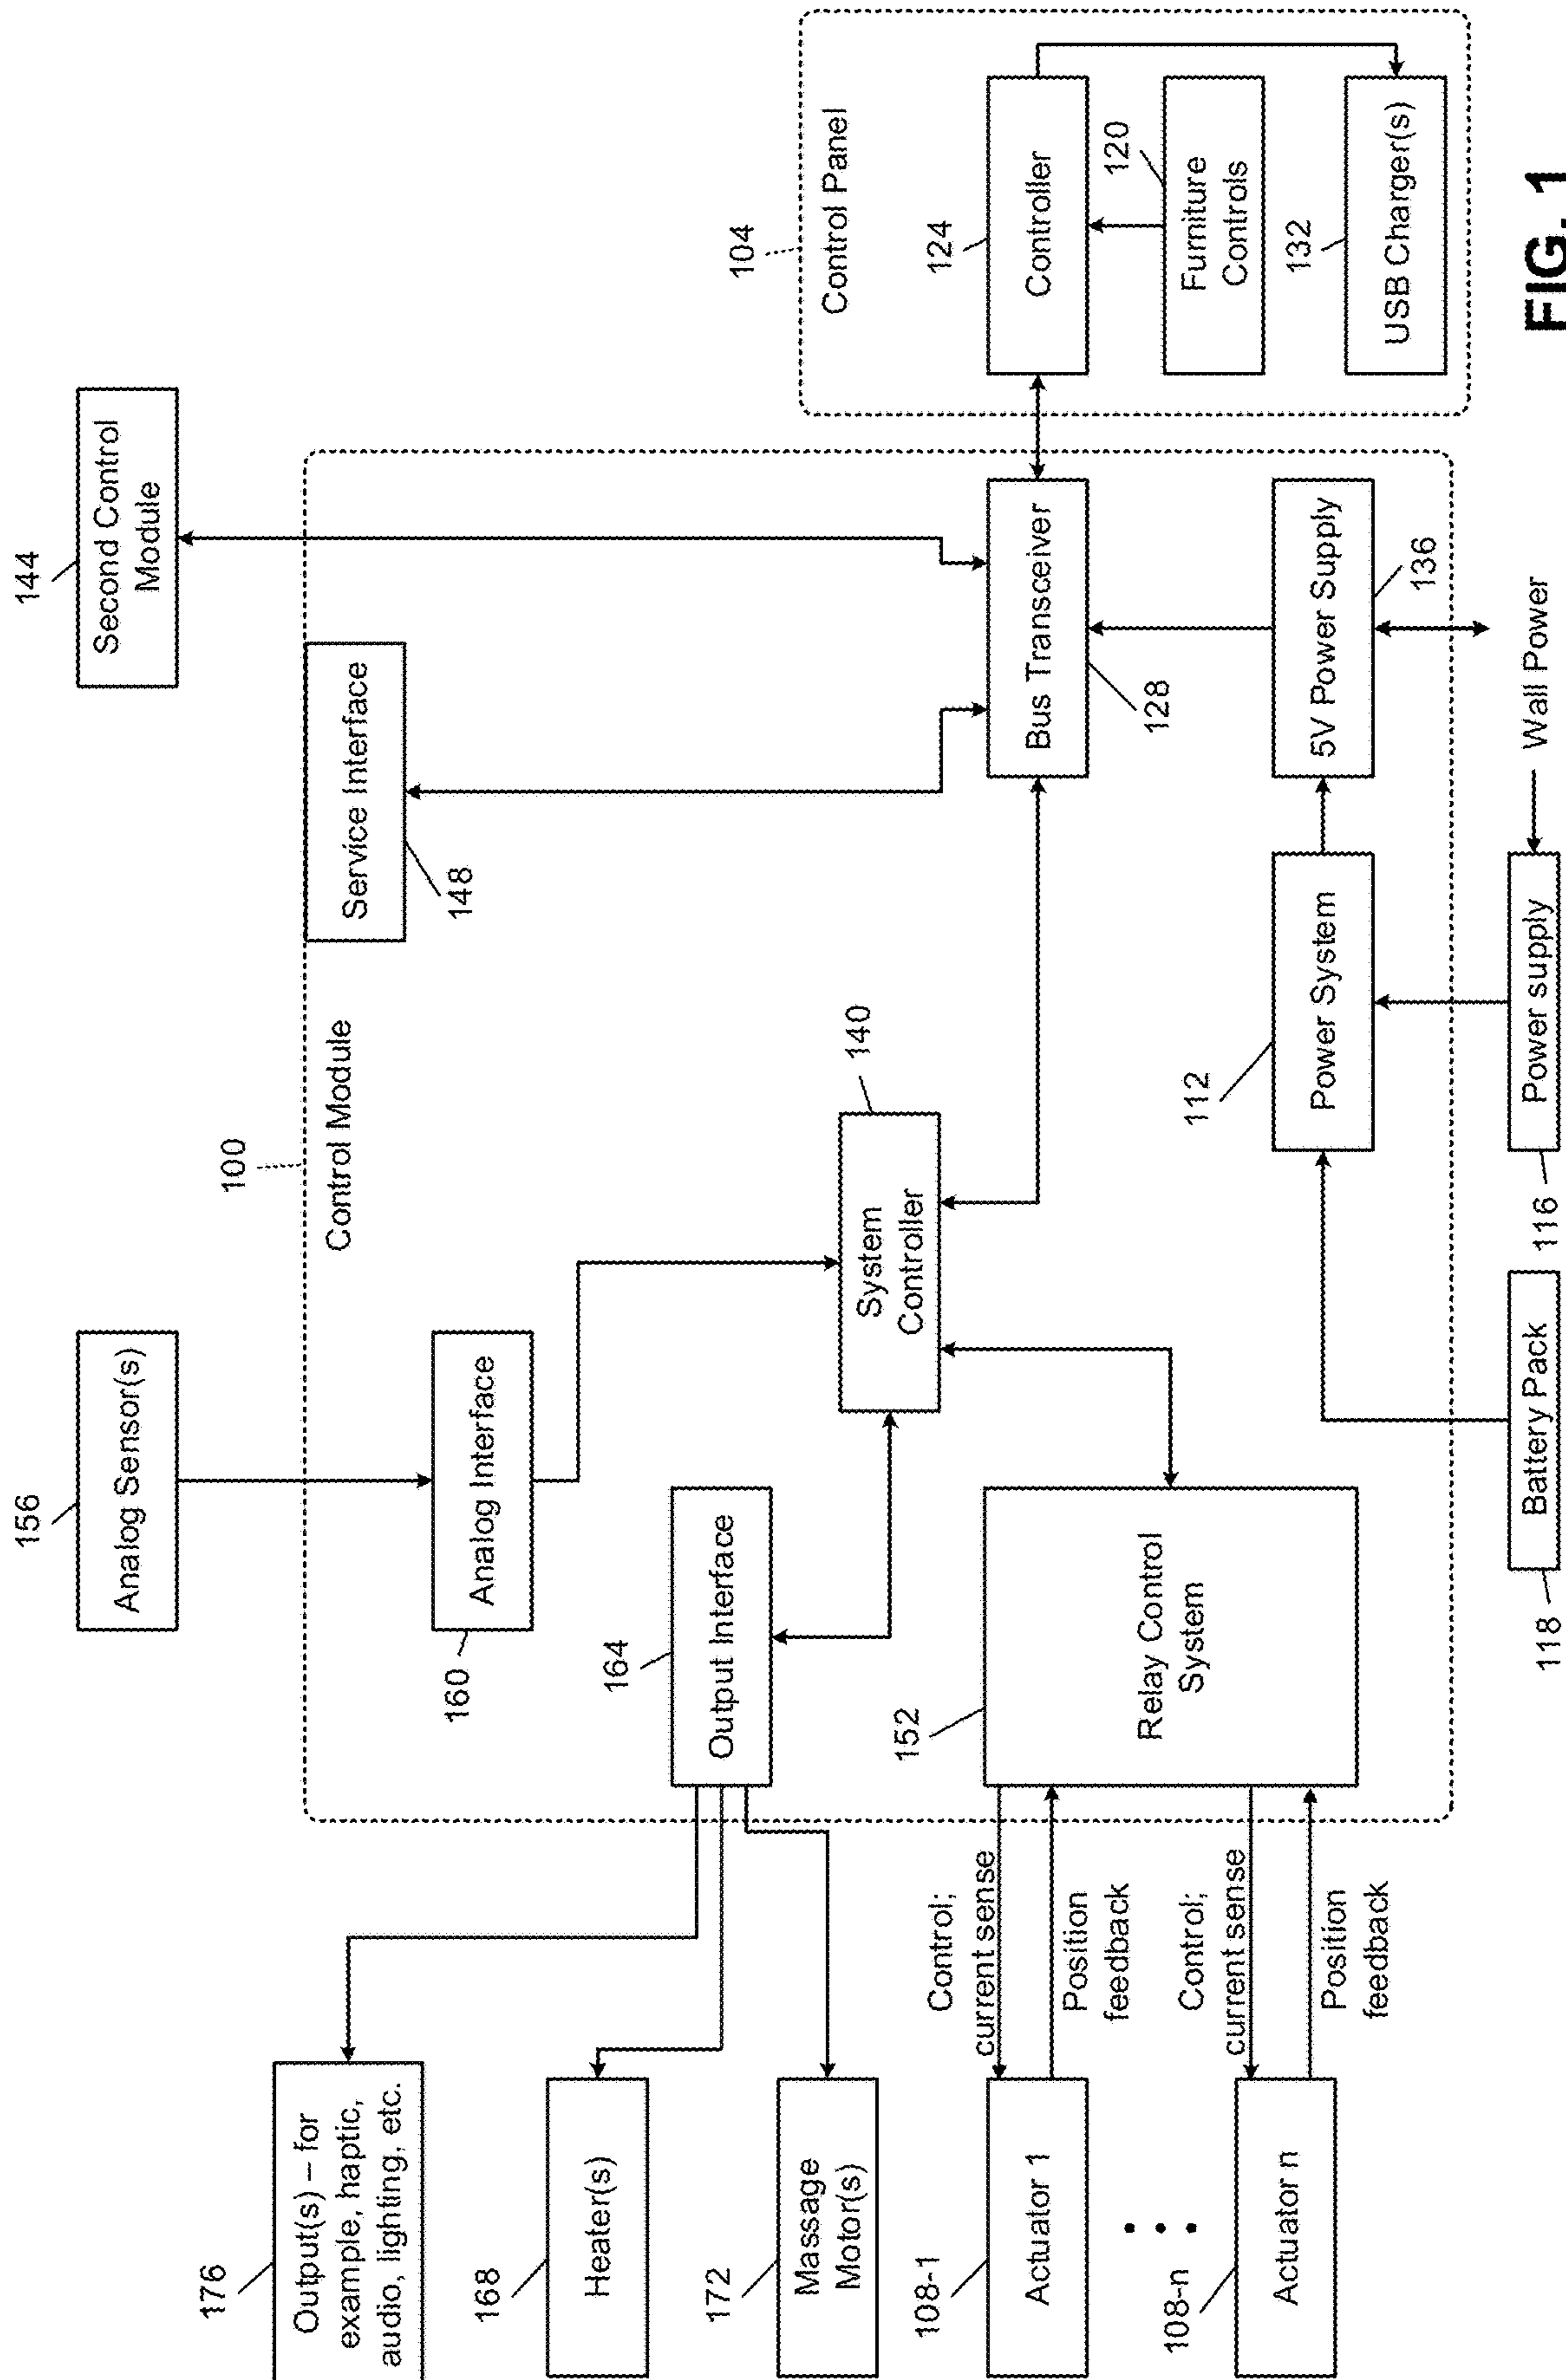 144
Second Control
Module
156
Analog Sensor(s)
100
Control Module
Service Interface
148
Analog Interface
160
176
Output(s) – for
example, haptic,
audio, lighting, etc.
168
Heater(s)
172
Massage
Motor(s)
164
Output Interface
140
System
Controller
Bus Transceiver
128
104
Control Panel
124
Controller
120
Furniture
Controls
132
USB Charger(s)
108-1
Actuator 1
Control;
current sense
Position
feedback
108-n
Actuator n
Control;
current sense
Position
feedback
152
Relay Control
System
112
Power System
5V Power Supply
136
118
Battery Pack
116
Power supply
Wall Power
FIG. 1